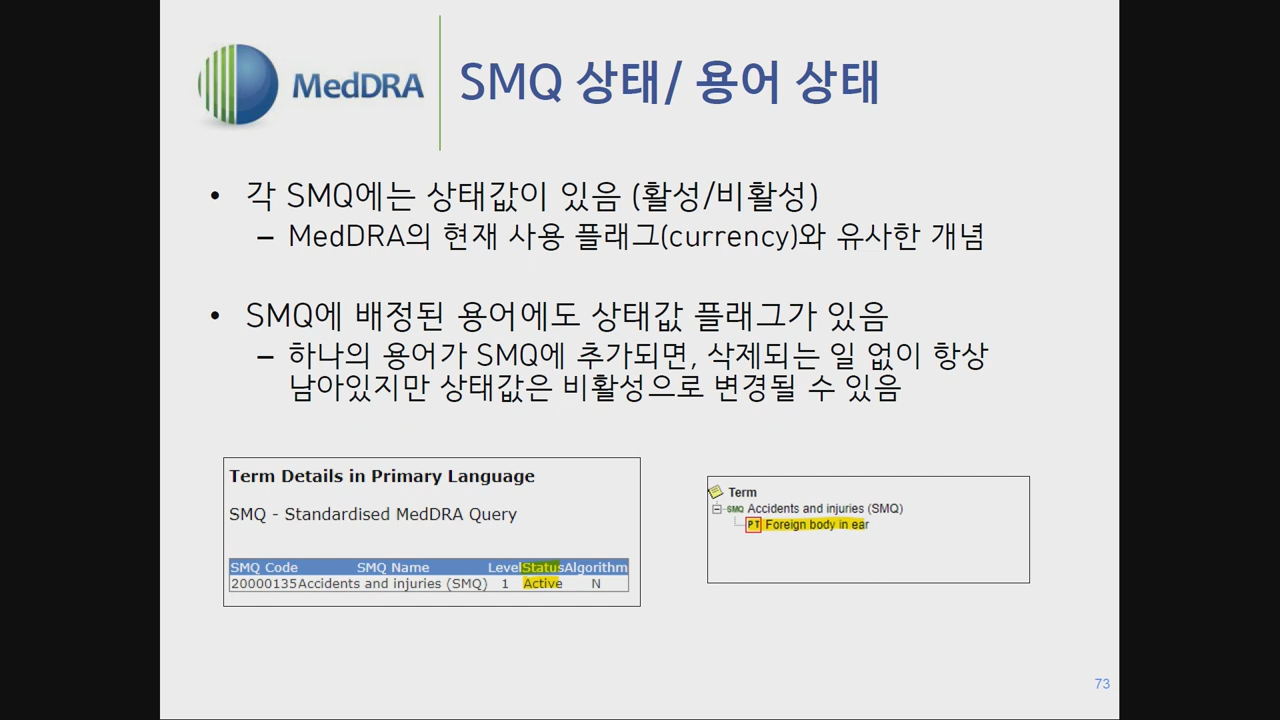 MedDRA
SMQ 상태/ 용어 상태
• 각 SMQ에는 상태값이 있음 (활성/비활성)
– MedDRA의 현재 사용 플래그(currency)와 유사한 개념
• SMQ에 배정된 용어에도 상태값 플래그가 있음
– 하나의 용어가 SMQ에 추가되면, 삭제되는 일 없이 항상
남아있지만 상태값은 비활성으로 변경될 수 있음
Term Details in Primary Language
SMQ - Standardised MedDRA Query
SMQ Code SMQ Name Level Status Algorithm
20000135 Accidents and injuries (SMQ) 1 Active N
Term
SMQ Accidents and injuries (SMQ)
PT Foreign body in ear
73